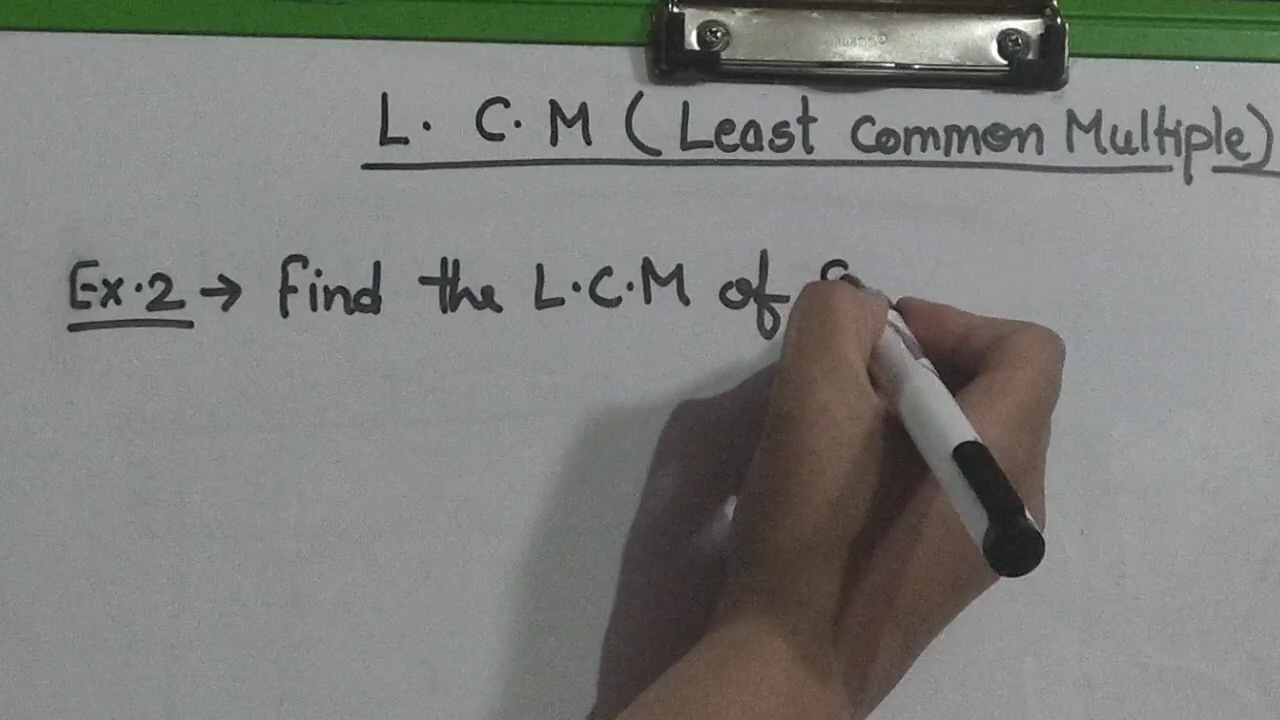 L. C. M (Least Common Multiple)
Ex.2 → find the L.C.M of